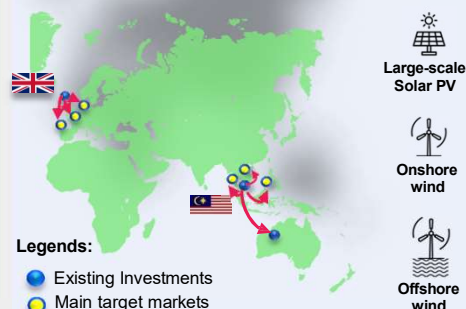 Large-scale
Solar PV
Onshore
wind
Legends:
Existing Investments
Main target markets
Offshore
wind